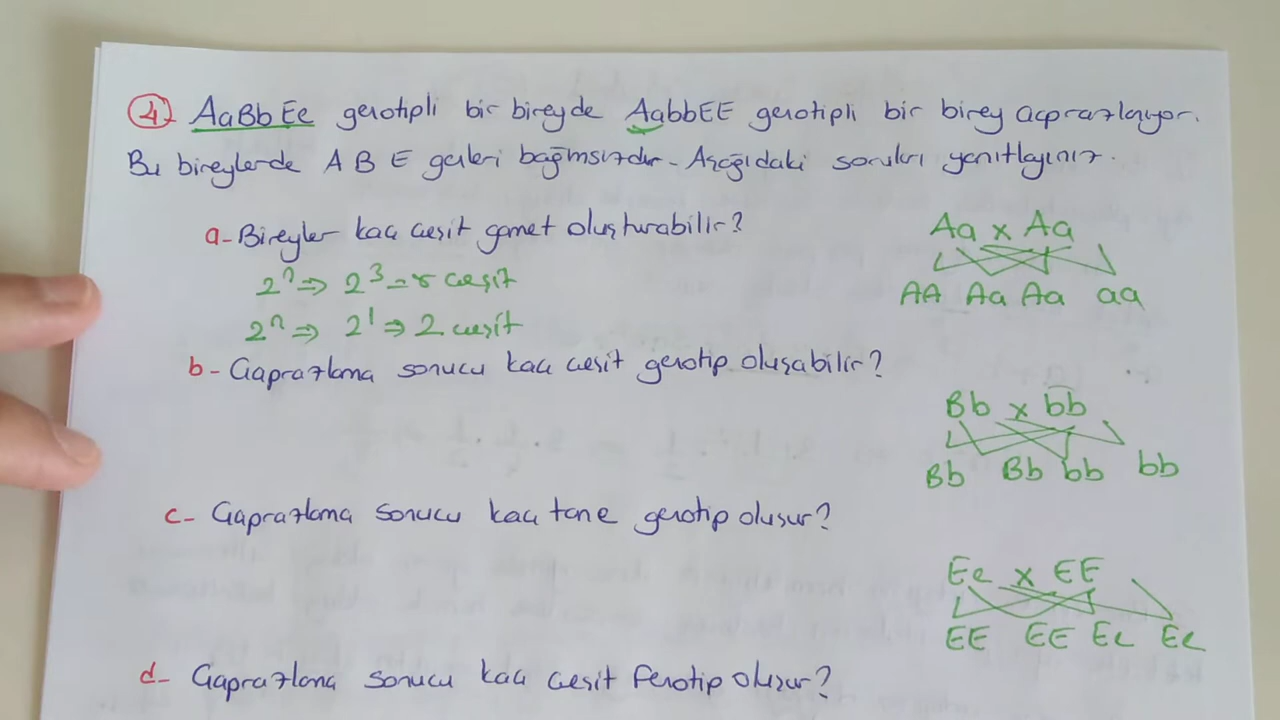 4) AaBbEe genotipli bir bireyde AabbEE genotipli bir birey çaprazlanıyor.
Bu bireylerde A B E genleri bağımsızdır. Aşağıdaki soruları yanıtlayınız.
a- Bireyler kaç çeşit gamet oluşturabilir?
2ⁿ ⇒ 2³ = 8 çeşit
2ⁿ ⇒ 2¹ ⇒ 2 çeşit
Aa x Aa
AA Aa Aa aa
b- Çaprazlama sonucu kaç çeşit genotip oluşabilir?
Bb x bb
Bb Bb bb bb
c- Çaprazlama sonucu kaç tane genotip oluşur?
Ee x EE
EE EE Ee Ee
d- Çaprazlama sonucu kaç çeşit fenotip oluşur?